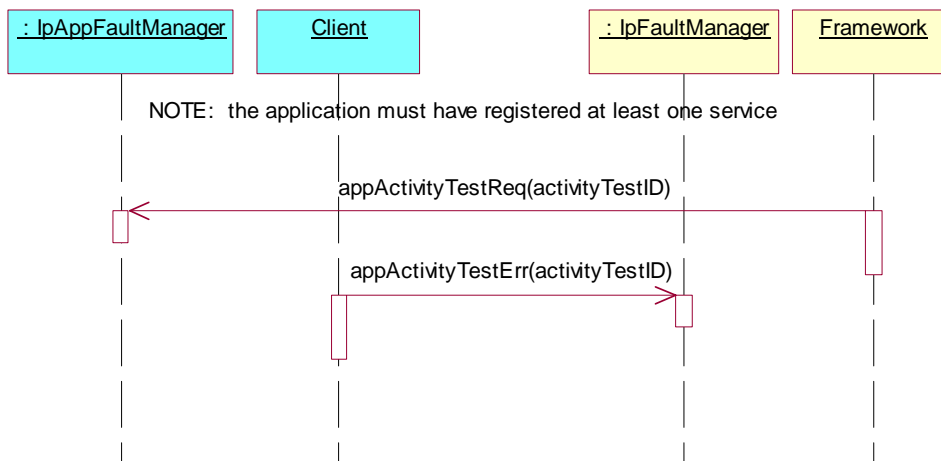 : IpAppFaultManager
Client
: IpFaultManager
Framework
NOTE: the application must have registered at least one service
appActivityTestReq(activityTestID)
appActivityTestErr(activityTestID)